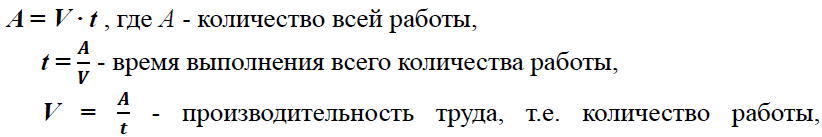 A = V · t , где A - количество всей работы,
t = A/V - время выполнения всего количества работы,
V = A/t - производительность труда, т.е. количество работы,